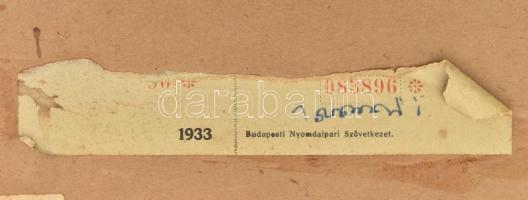 085896 *
darabanth
1933 Budapesti Nyomdaipari Szövetkezet.